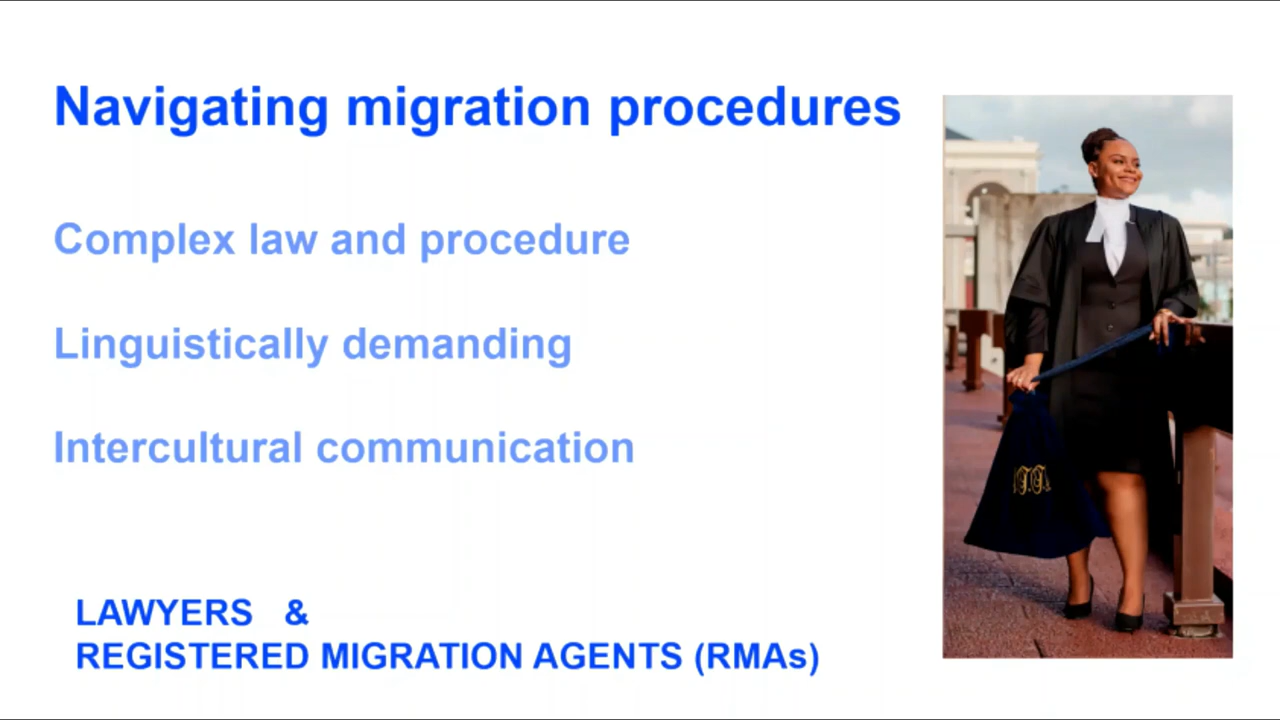 Navigating migration procedures
Complex law and procedure
Linguistically demanding
Intercultural communication
LAWYERS &
REGISTERED MIGRATION AGENTS (RMAs)